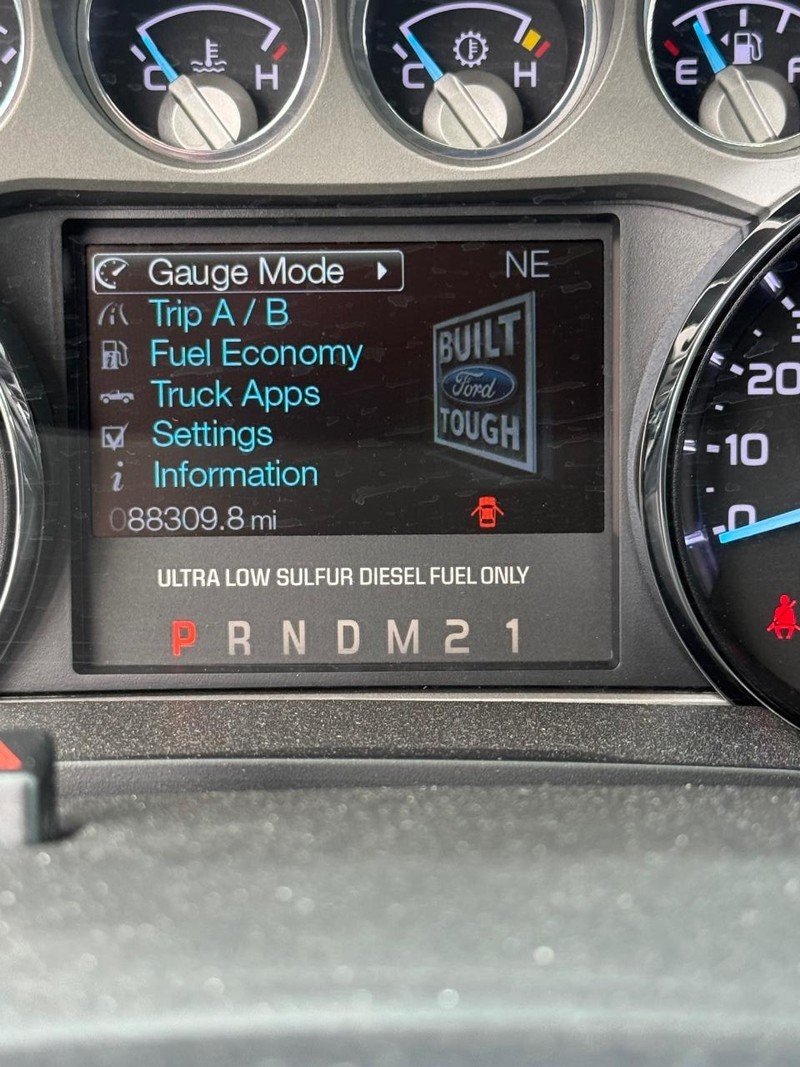 C H
C H
E F
Gauge Mode
NE
Trip A / B
Fuel Economy
Truck Apps
Settings
Information
BUILT
Ford
TOUGH
088309.8 mi
20
10
0
ULTRA LOW SULFUR DIESEL FUEL ONLY
P R N D M 2 1